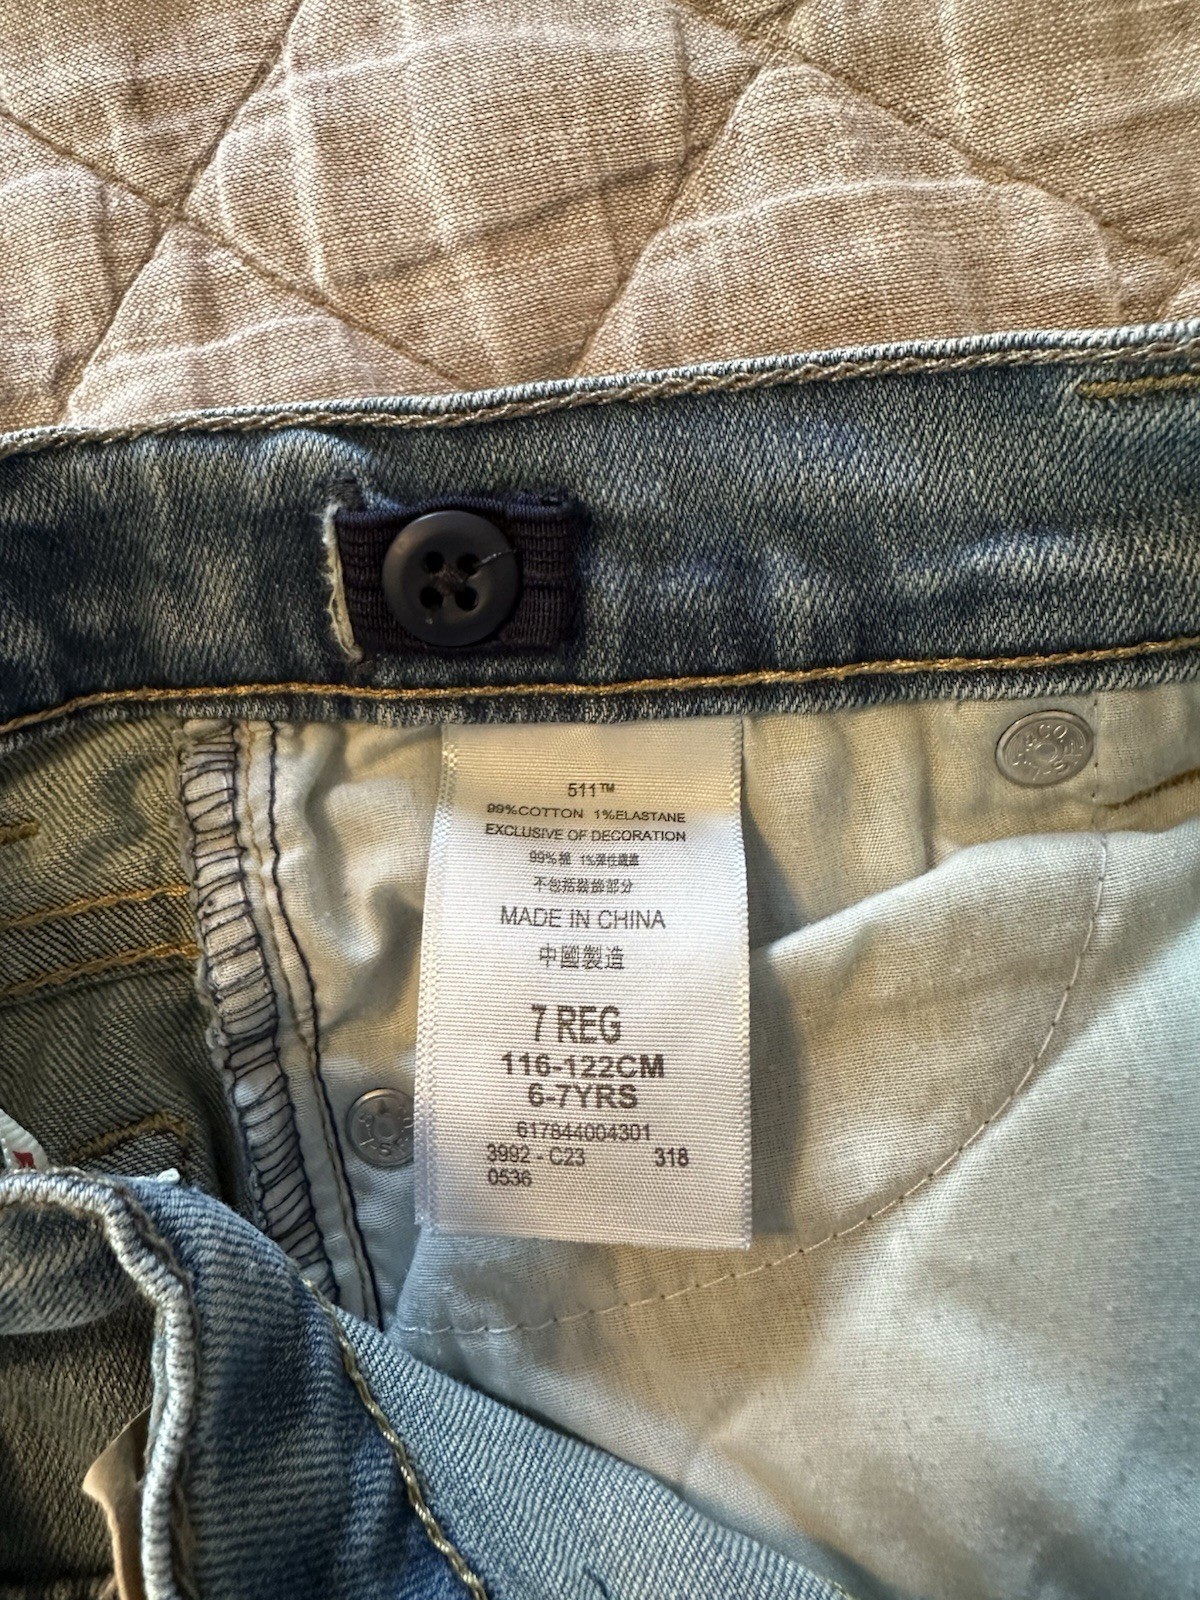 511™
99%COTTON 1%ELASTANE
EXCLUSIVE OF DECORATION
99%棉 1%彈性纖維
不包括裝飾部分
MADE IN CHINA
中國製造
7 REG
116-122CM
6-7YRS
617844004301
3992 - C23 318
0536